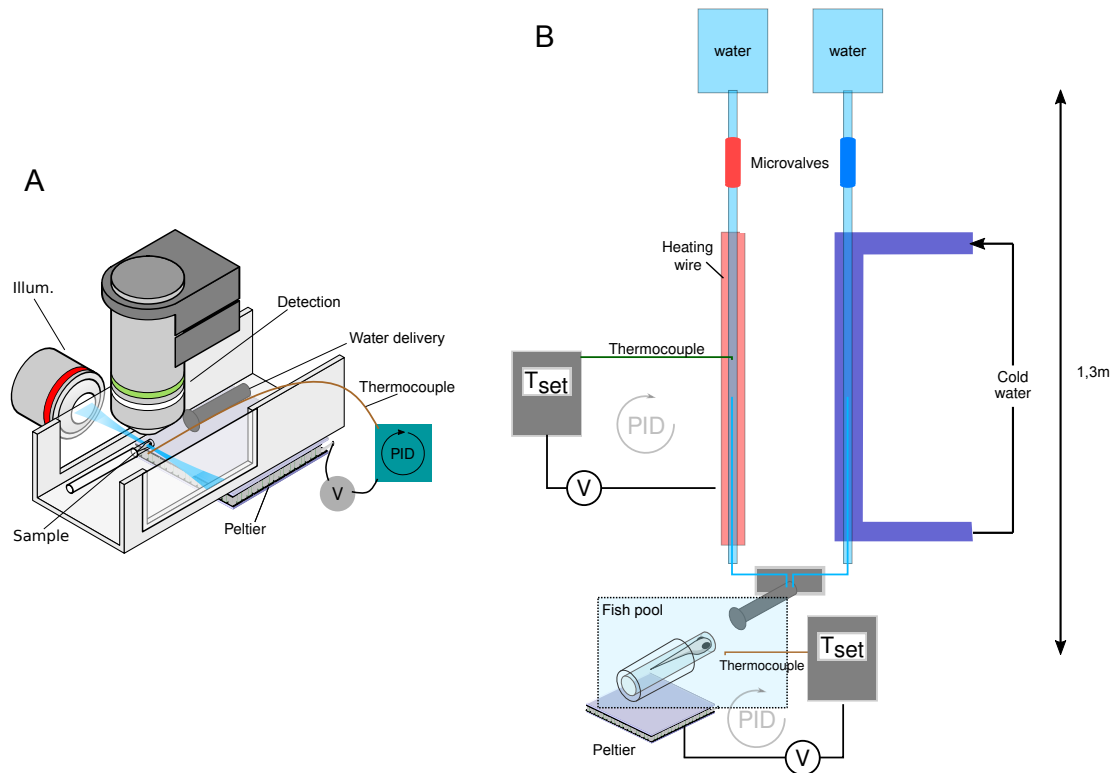 A
Illum.
Detection
Water delivery
Thermocouple
PID
V
Peltier
Sample
B
water
water
Microvalves
Heating
wire
Thermocouple
Tset
PID
V
Cold
water
1,3m
Fish pool
Thermocouple
Tset
PID
Peltier
V